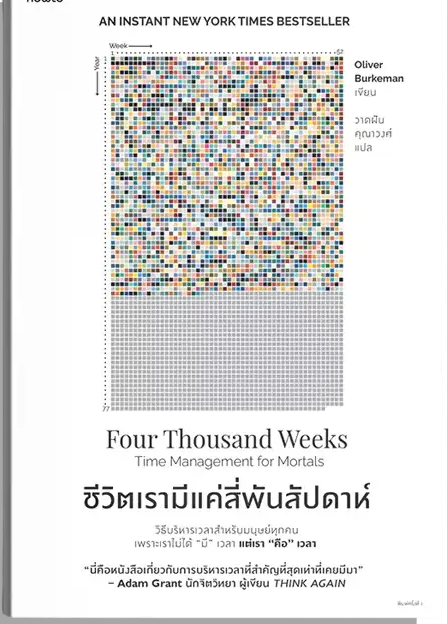 howto
AN INSTANT NEW YORK TIMES BESTSELLER
Week
1
52
Year
1
77
Oliver
Burkeman
เขียน
วาดฝัน
คุณาวงศ์
แปล
Four Thousand Weeks
Time Management for Mortals
ชีวิตเรามีแค่สี่พันสัปดาห์
วิธีบริหารเวลาสำหรับมนุษย์ทุกคน
เพราะเราไม่ได้ “มี” เวลา แต่เรา “คือ” เวลา
“นี่คือหนังสือเกี่ยวกับการบริหารเวลาที่สำคัญที่สุดเท่าที่เคยมีมา”
– Adam Grant นักจิตวิทยา ผู้เขียน THINK AGAIN